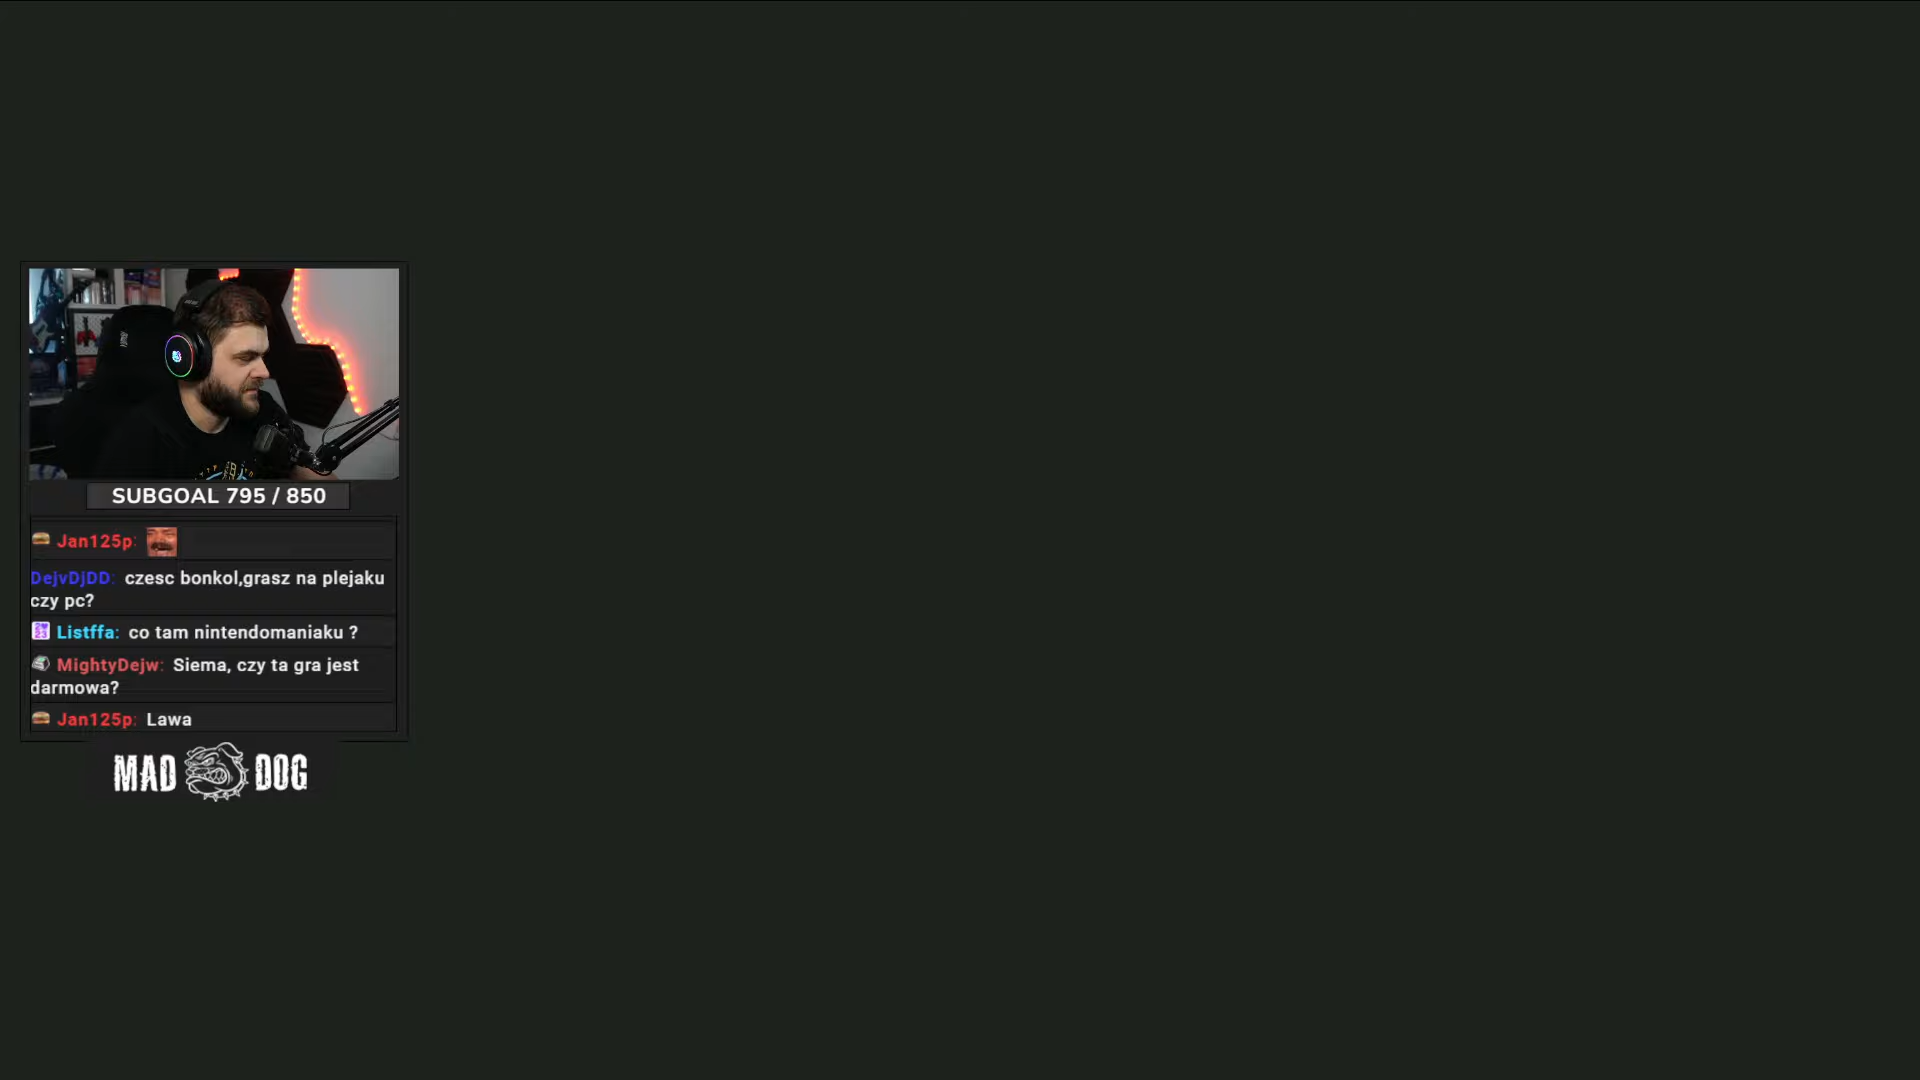 SUBGOAL 795 / 850
Jan125p:
DejvDjDD: czesc bonkol,grasz na plejaku
czy pc?
Listffa: co tam nintendomaniaku ?
MightyDejw: Siema, czy ta gra jest
darmowa?
Jan125p: Lawa
MAD DOG